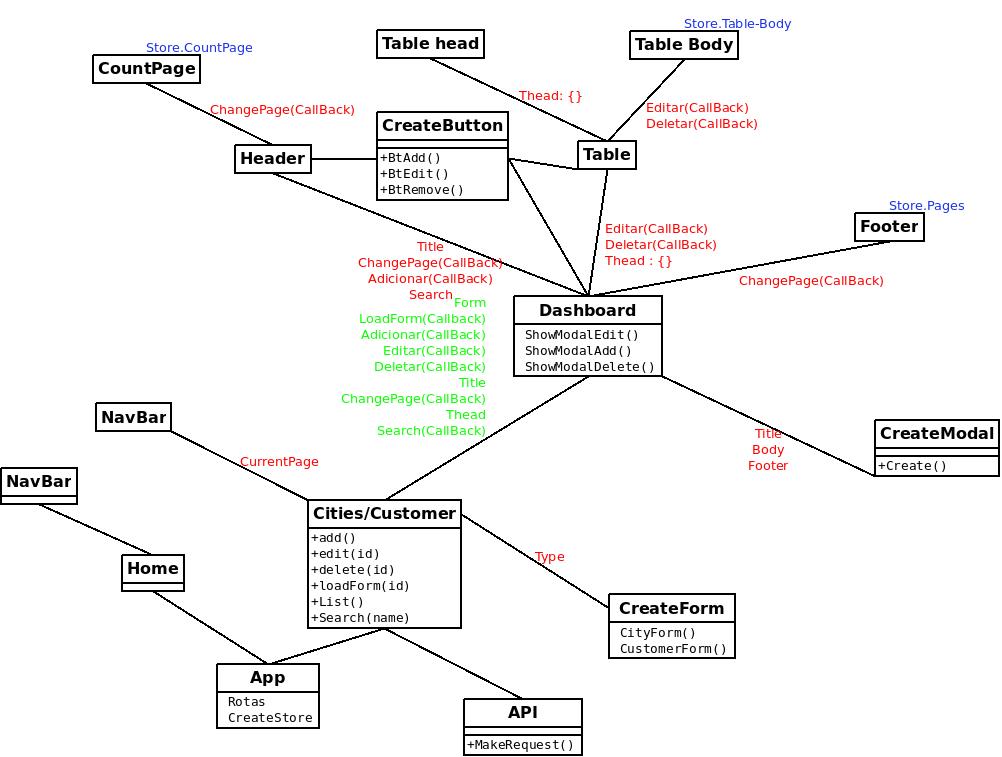 Store.Table-Body
Table head
Table Body
Store.CountPage
CountPage
Thead: {}
ChangePage(CallBack)
Editar(CallBack)
Deletar(CallBack)
CreateButton
+BtAdd()
+BtEdit()
+BtRemove()
Header
Table
Store.Pages
Footer
Title
ChangePage(CallBack)
Adicionar(CallBack)
Search
Editar(CallBack)
Deletar(CallBack)
Thead : {}
ChangePage(CallBack)
Form
LoadForm(Callback)
Adicionar(CallBack)
Editar(CallBack)
Deletar(CallBack)
Title
ChangePage(CallBack)
Thead
Search(CallBack)
Dashboard
ShowModalEdit()
ShowModalAdd()
ShowModalDelete()
NavBar
Title
Body
Footer
CreateModal
+Create()
CurrentPage
NavBar
Cities/Customer
+add()
+edit(id)
+delete(id)
+loadForm(id)
+List()
+Search(name)
Type
Home
CreateForm
CityForm()
CustomerForm()
App
Rotas
CreateStore
API
+MakeRequest()